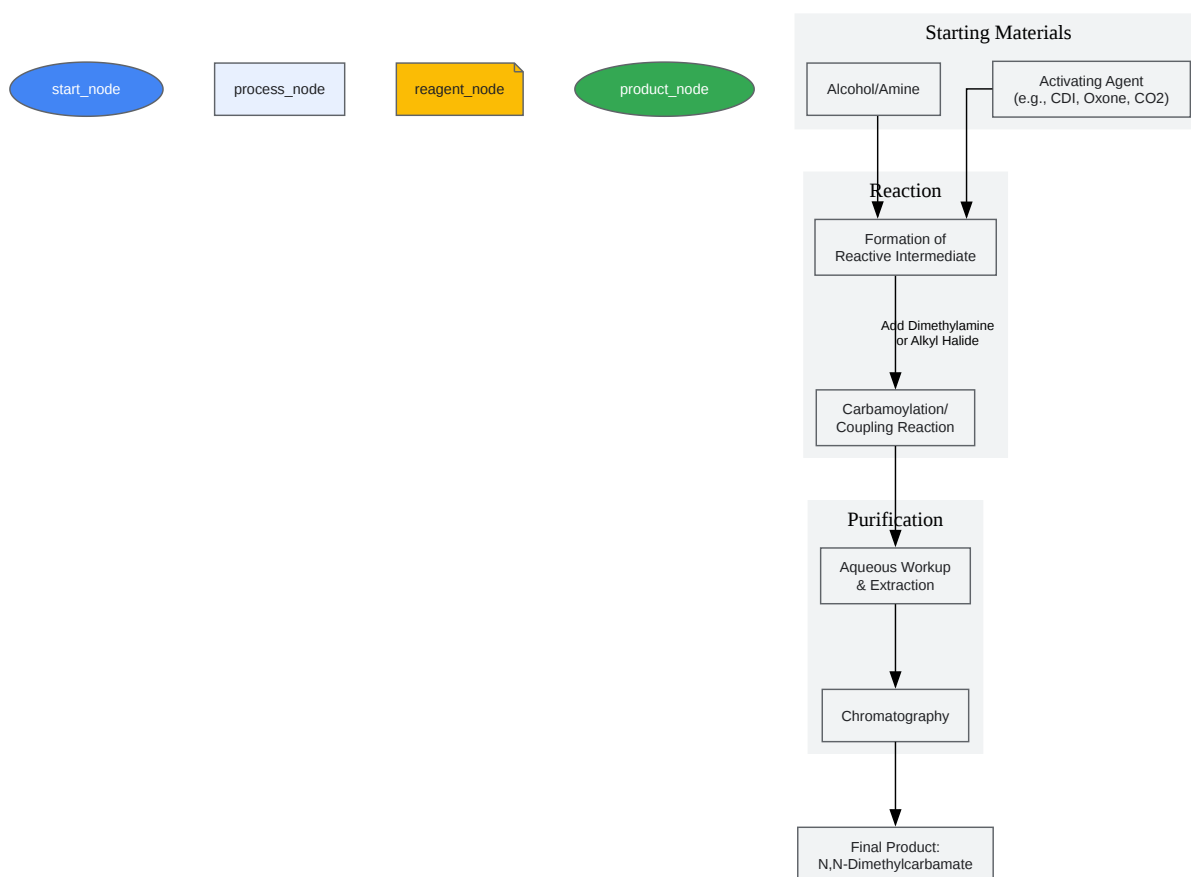 start_node
process_node
reagent_node
product_node
Starting Materials
Alcohol/Amine
Activating Agent
(e.g., CDI, Oxone, CO2)
Reaction
Formation of
Reactive Intermediate
Add Dimethylamine
or Alkyl Halide
Carbamoylation/
Coupling Reaction
Purification
Aqueous Workup
& Extraction
Chromatography
Final Product:
N,N-Dimethylcarbamate